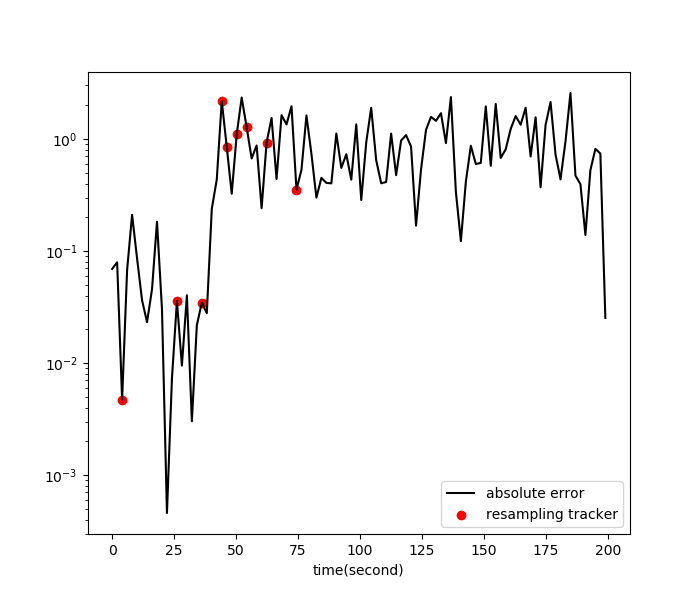 10⁰
10⁻¹
10⁻²
10⁻³
absolute error
resampling tracker
0 25 50 75 100 125 150 175 200
time(second)